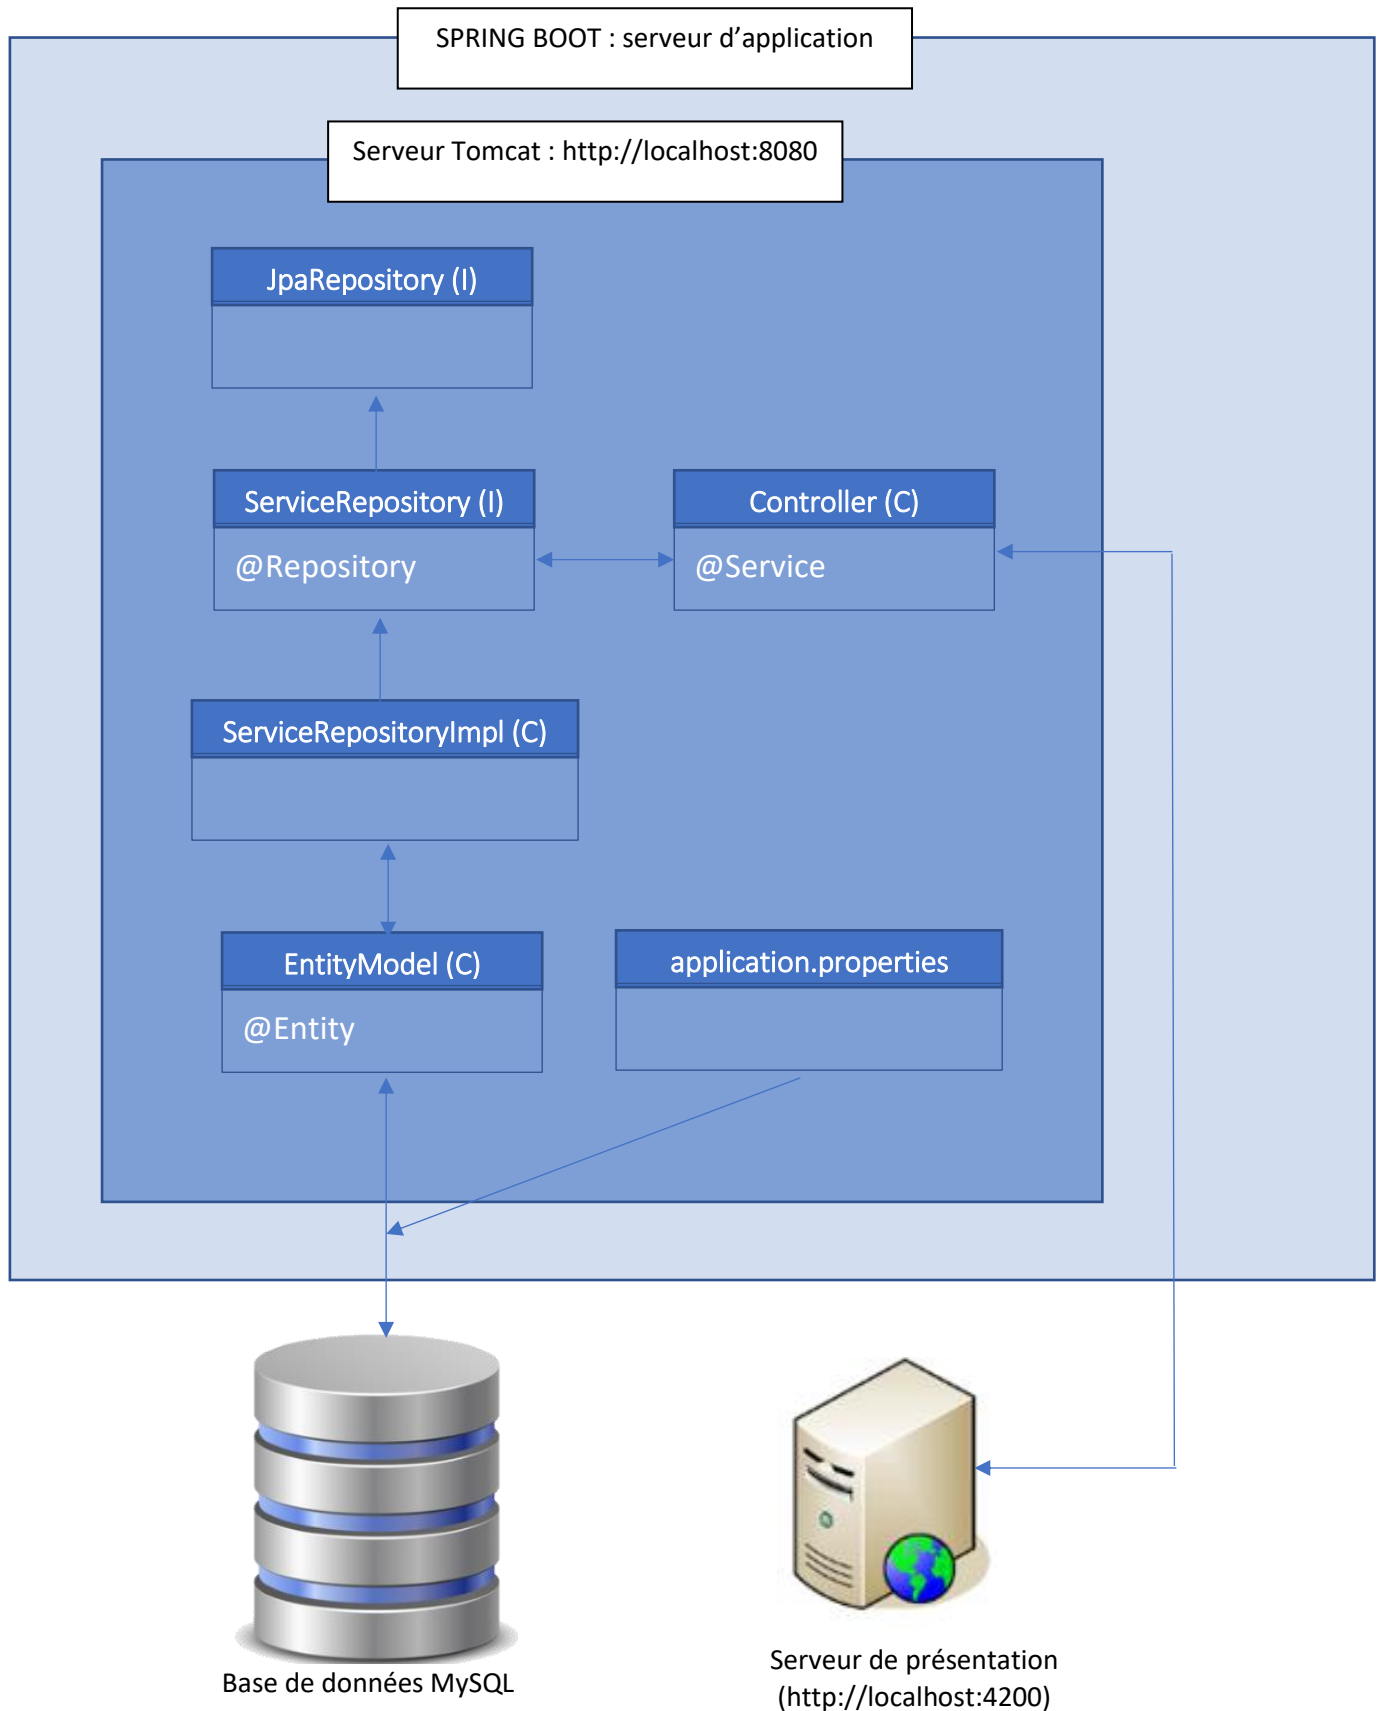 SPRING BOOT : serveur d’application
Serveur Tomcat : http://localhost:8080
JpaRepository (I)
ServiceRepository (I)
@Repository
Controller (C)
@Service
ServiceRepositoryImpl (C)
EntityModel (C)
@Entity
application.properties
Base de données MySQL
Serveur de présentation
(http://localhost:4200)